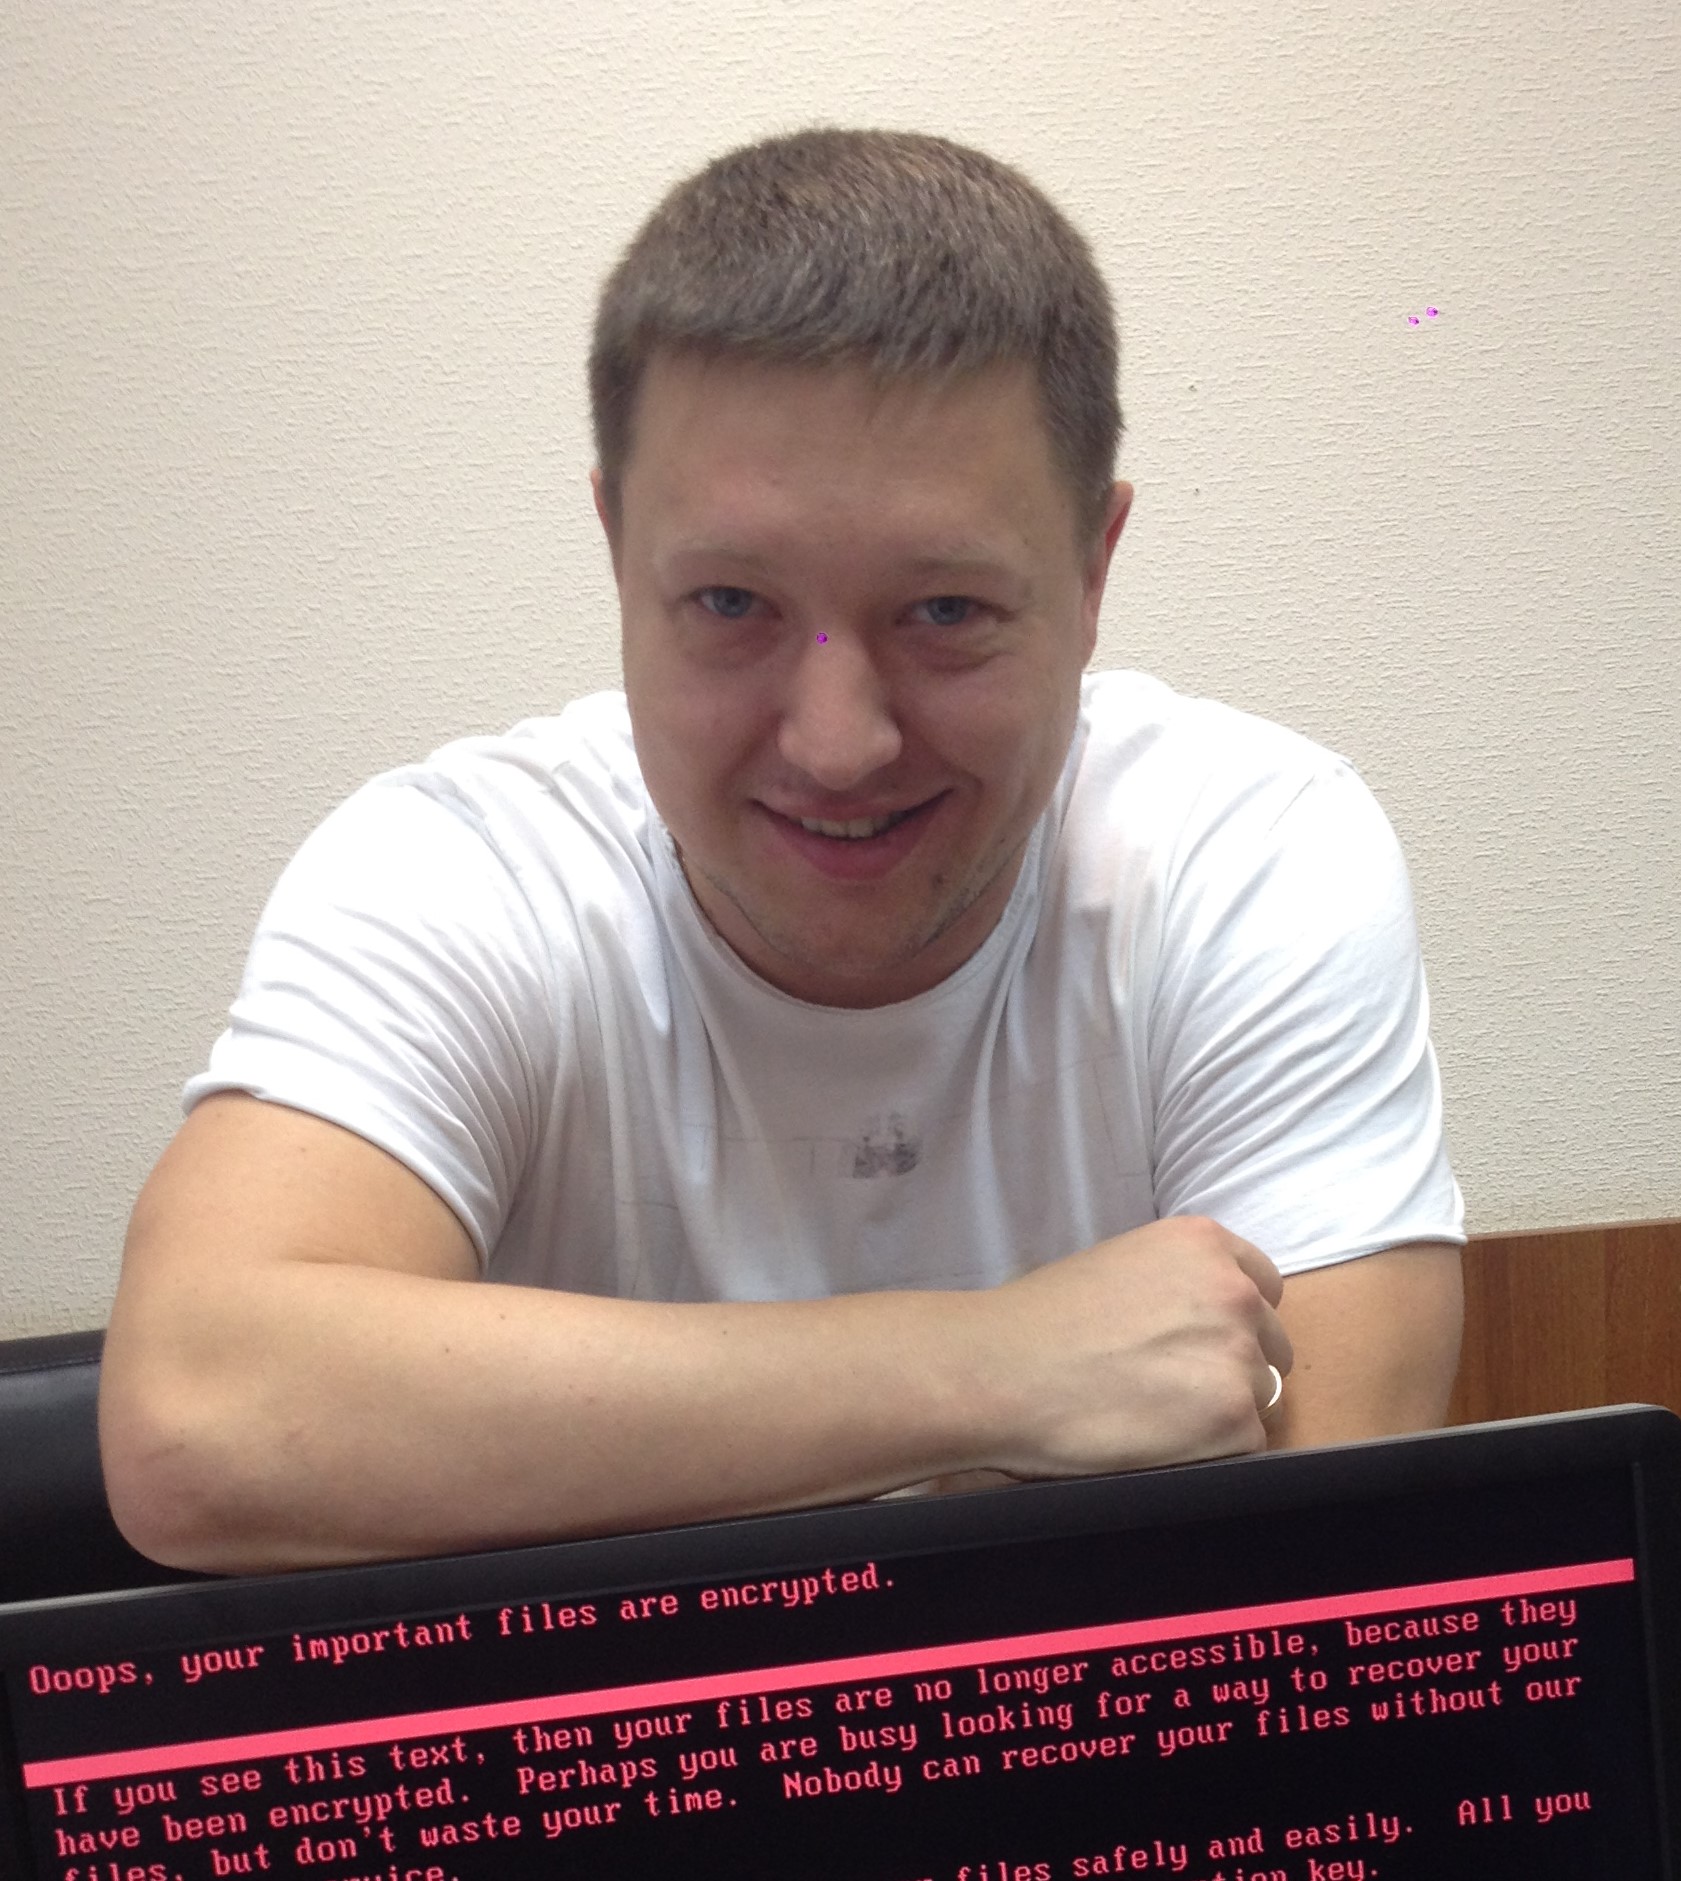 Ooops, your important files are encrypted.
If you see this text, then your files are no longer accessible, because they
have been encrypted.  Perhaps you are busy looking for a way to recover your
files, but don't waste your time.  Nobody can recover your files without our
files safely and easily.  All you
key.